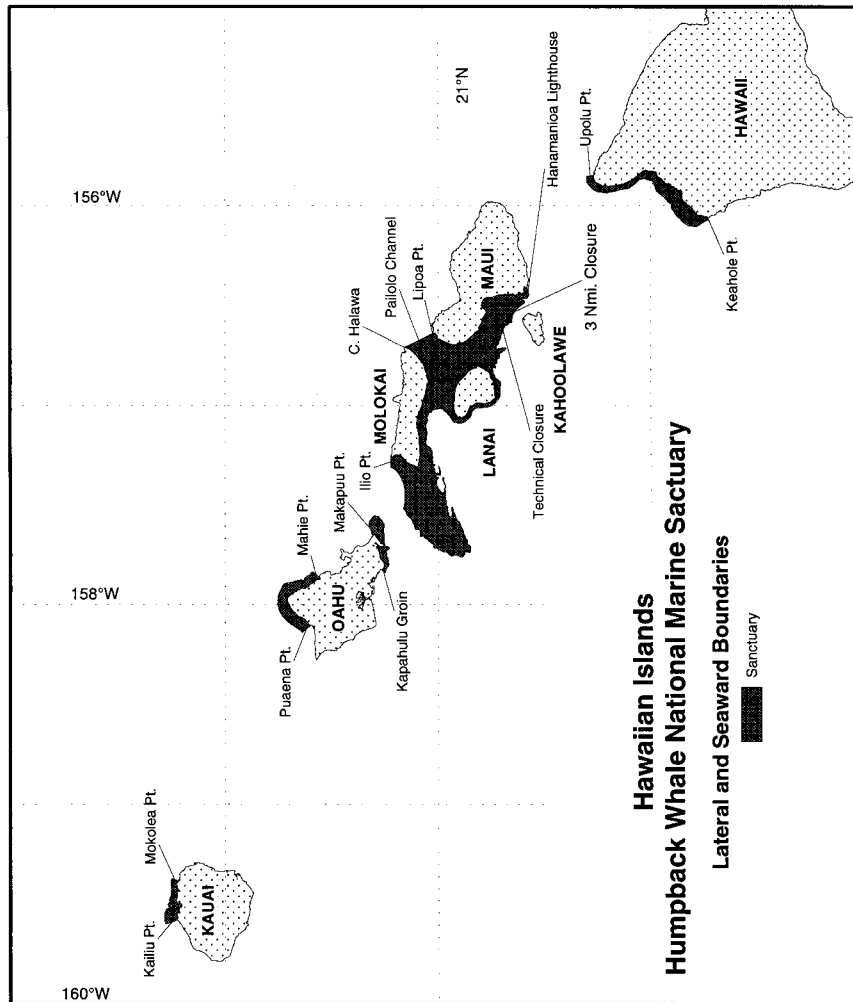 Hawaiian Islands
Humpback Whale National Marine Sactuary
Lateral and Seaward Boundaries
Sanctuary
160°W
158°W
156°W
21°N
Kailiu Pt.
Mokolea Pt.
KAUAI
Puaena Pt.
Mahie Pt.
OAHU
Makapuu Pt.
Kapahulu Groin
Ilio Pt.
MOLOKAI
C. Halawa
Pailolo Channel
Lipoa Pt.
MAUI
LANAI
KAHOOLAWE
Technical Closure
3 Nmi. Closure
Hanamanioa Lighthouse
Upolu Pt.
HAWAII
Keahole Pt.